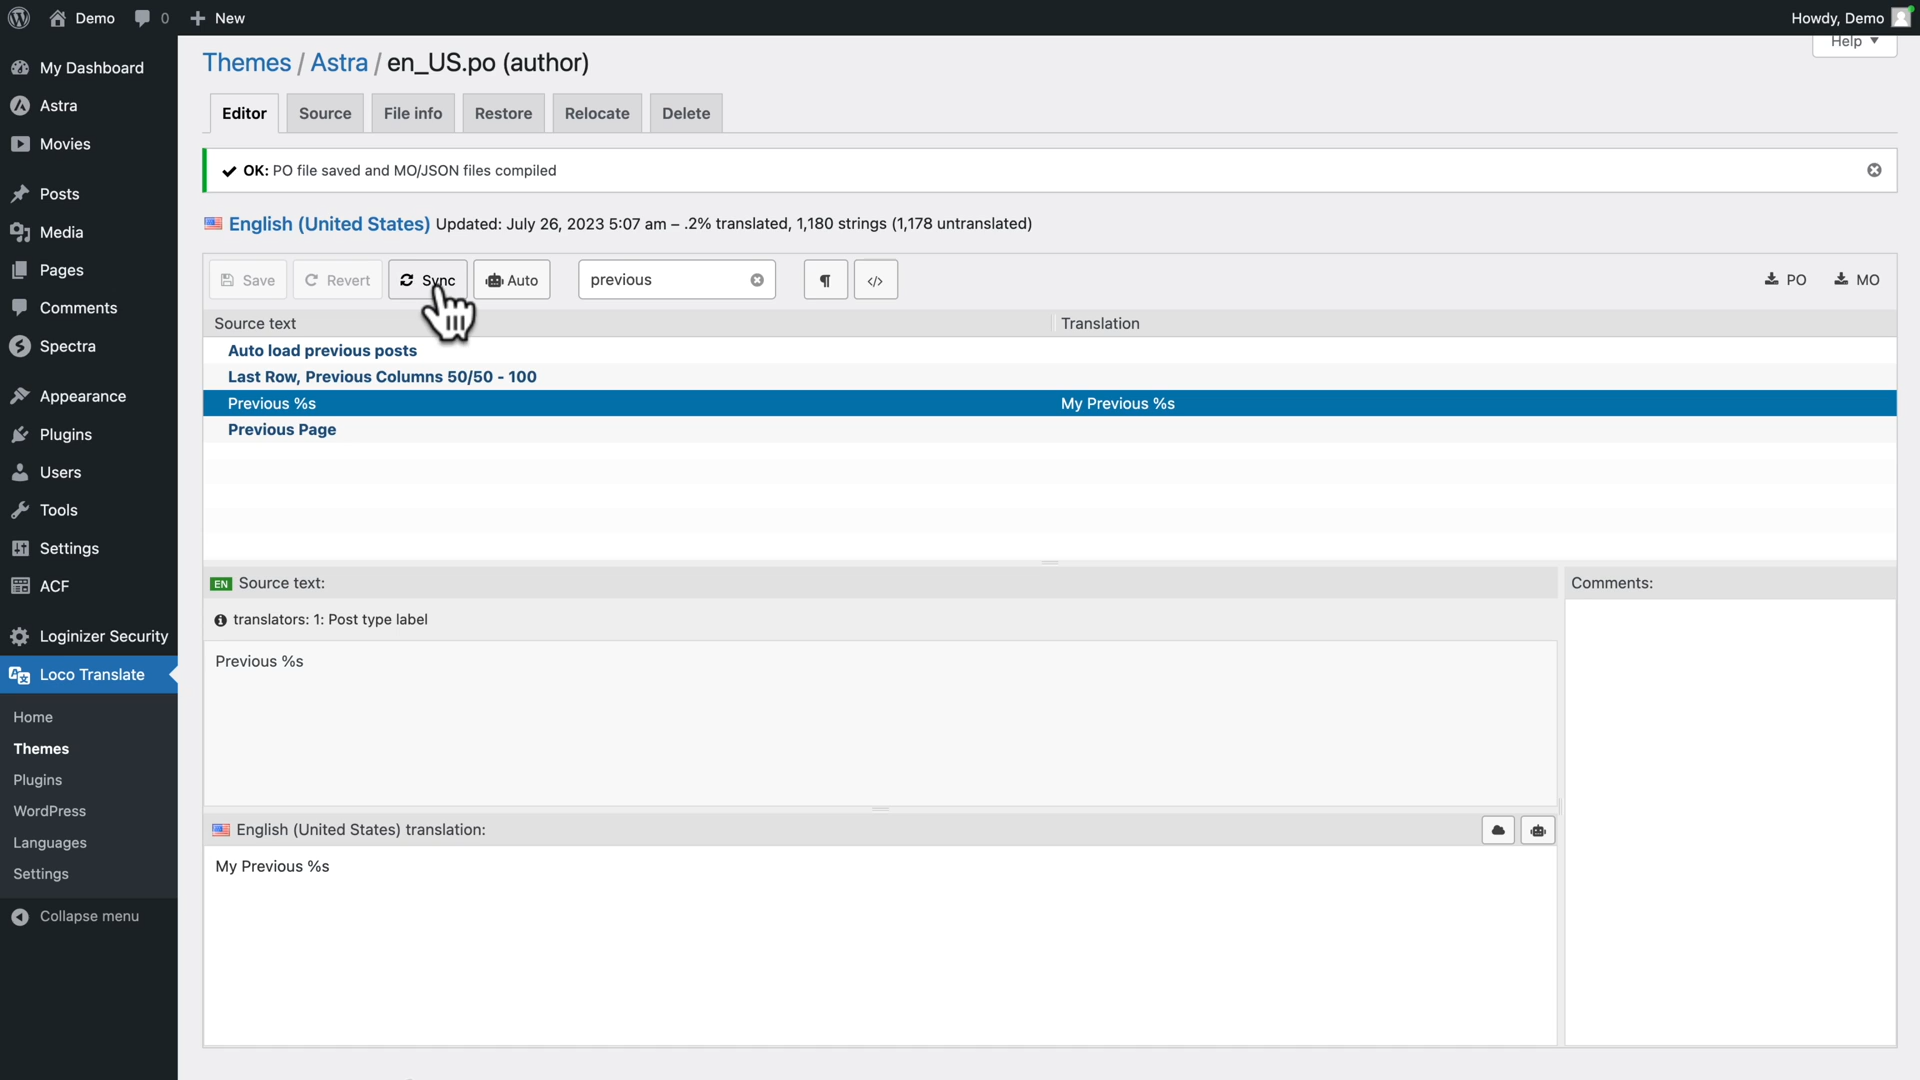 Demo
0
New
Howdy, Demo
Help
My Dashboard
Astra
Movies
Posts
Media
Pages
Comments
Spectra
Appearance
Plugins
Users
Tools
Settings
ACF
Loginizer Security
Loco Translate
Home
Themes
Plugins
WordPress
Languages
Settings
Collapse menu
Themes / Astra / en_US.po (author)
Editor
Source
File info
Restore
Relocate
Delete
OK: PO file saved and MO/JSON files compiled
English (United States) Updated: July 26, 2023 5:07 am – .2% translated, 1,180 strings (1,178 untranslated)
Save
Revert
Sync
Auto
previous
¶
</>
PO
MO
Source text
Translation
Auto load previous posts
Last Row, Previous Columns 50/50 - 100
Previous %s
My Previous %s
Previous Page
EN Source text:
translators: 1: Post type label
Previous %s
English (United States) translation:
My Previous %s
Comments: